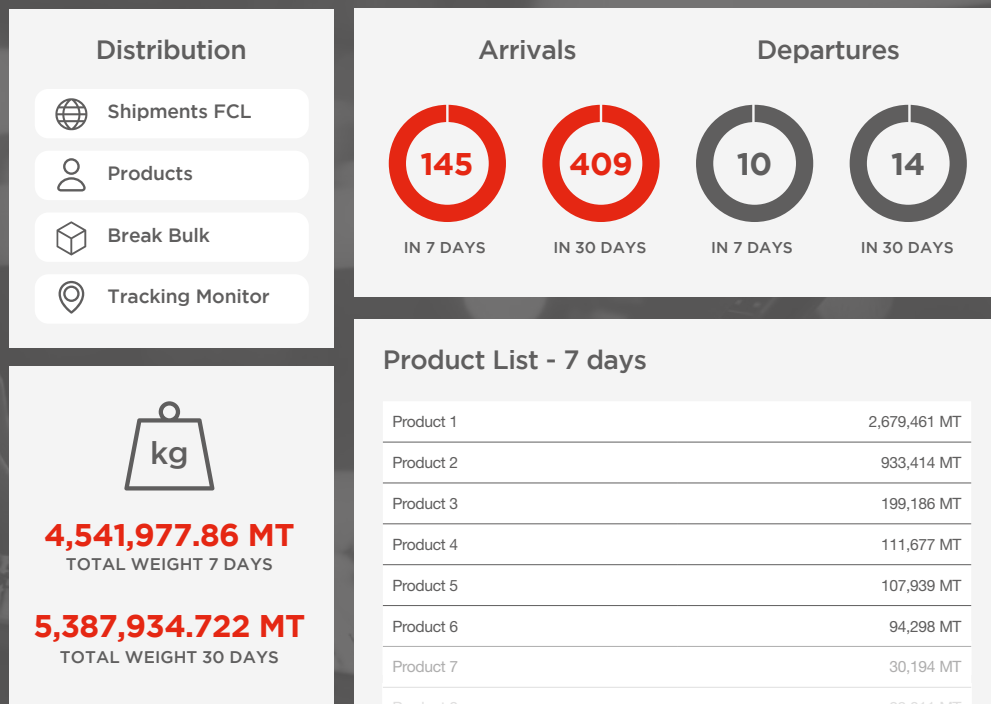 Distribution
Shipments FCL
Products
Break Bulk
Tracking Monitor
kg
4,541,977.86 MT
TOTAL WEIGHT 7 DAYS
5,387,934.722 MT
TOTAL WEIGHT 30 DAYS
Arrivals
Departures
145
409
10
14
IN 7 DAYS
IN 30 DAYS
IN 7 DAYS
IN 30 DAYS
Product List - 7 days
Product 1 2,679,461 MT
Product 2 933,414 MT
Product 3 199,186 MT
Product 4 111,677 MT
Product 5 107,939 MT
Product 6 94,298 MT
Product 7 30,194 MT